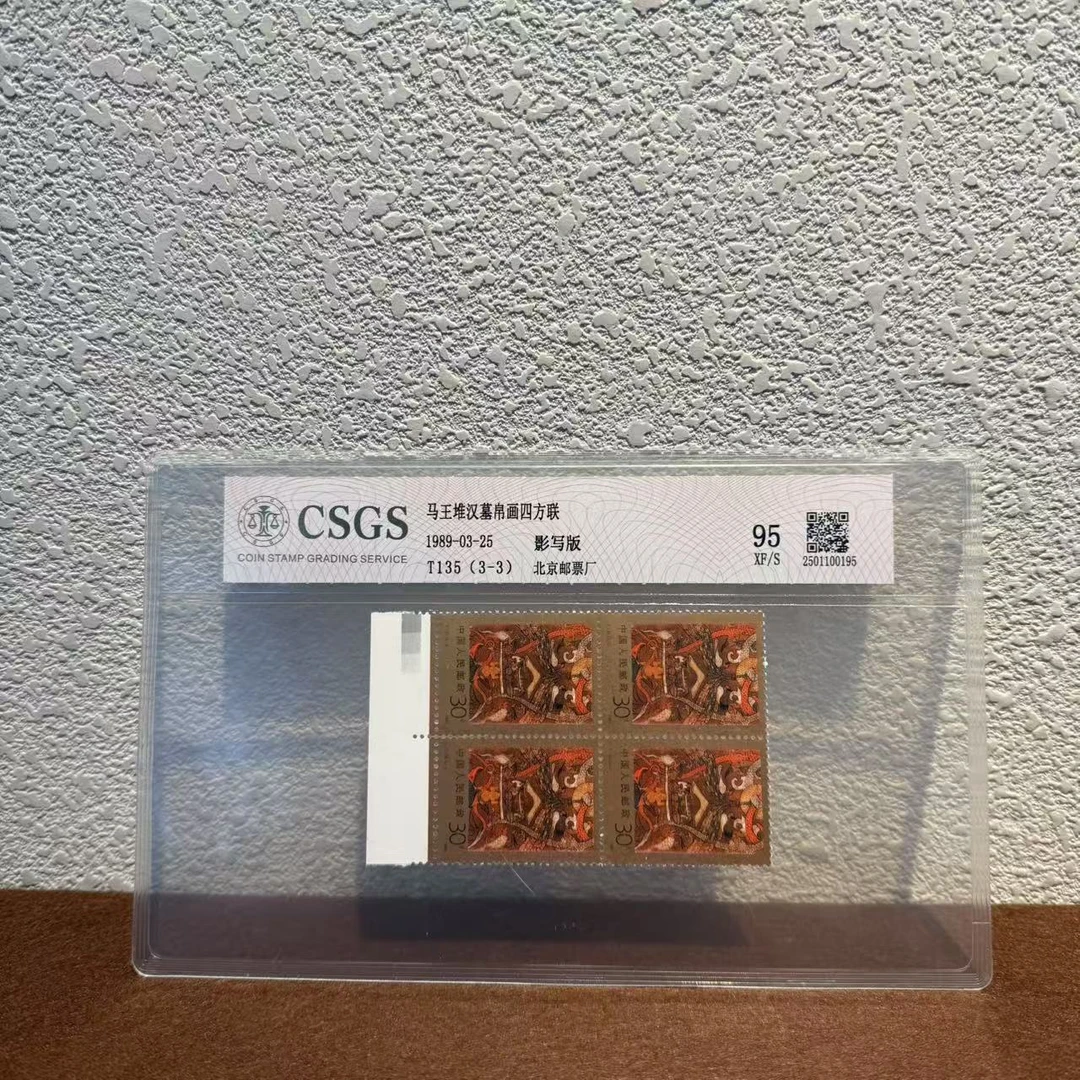 CSGS
COIN STAMP GRADING SERVICE
马王堆汉墓帛画四方联
1989-03-25 影写版
T135(3-3) 北京邮票厂
95
XF/S
2501100195
中国人民邮政
30
中国人民邮政
30
中国人民邮政
30
中国人民邮政
30